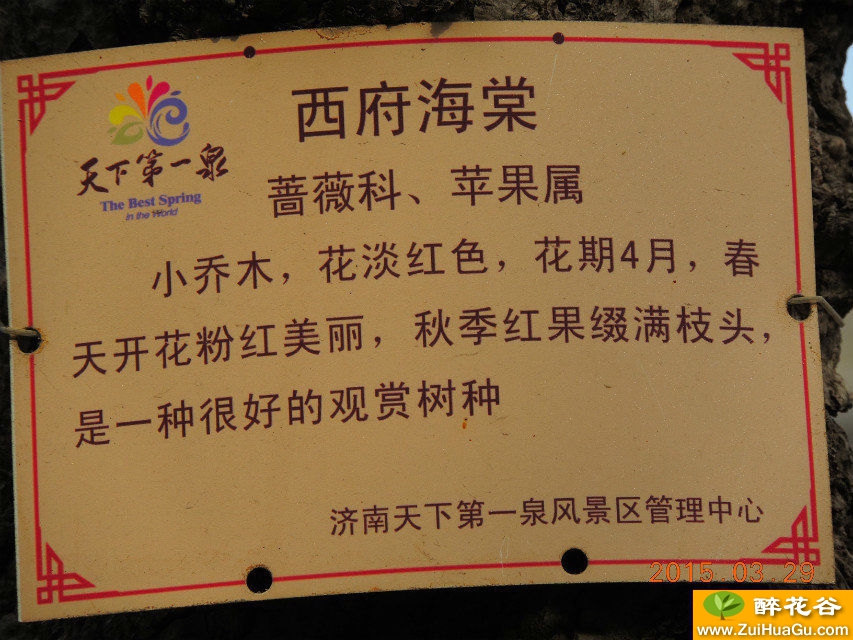 西府海棠
天下第一泉
The Best Spring
in the World
蔷薇科、苹果属
小乔木，花淡红色，花期4月，春
天开花粉红美丽，秋季红果缀满枝头，
是一种很好的观赏树种
济南天下第一泉风景区管理中心
2015.03.29
醉花谷
www.ZuiHuaGu.com